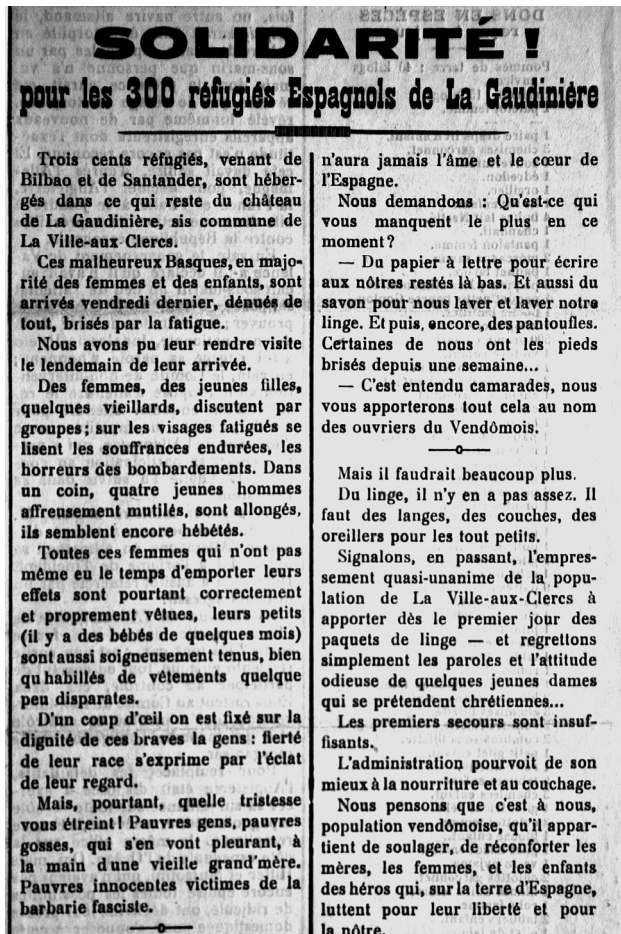 SOLIDARITÉ !
pour les 300 réfugiés Espagnols de La Gaudinière
Trois cents réfugiés, venant de
Bilbao et de Santander, sont héber-
gés dans ce qui reste du château
de La Gaudinière, sis commune de
La Ville-aux-Clercs.
Ces malheureux Basques, en majo-
rité des femmes et des enfants, sont
arrivés vendredi dernier, dénués de
tout, brisés par la fatigue.
Nous avons pu leur rendre visite
le lendemain de leur arrivée.
Des femmes, des jeunes filles,
quelques vieillards, discutent par
groupes; sur les visages fatigués se
lisent les souffrances endurées, les
horreurs des bombardements. Dans
un coin, quatre jeunes hommes
affreusement mutilés, sont allongés,
ils semblent encore hébétés.
Toutes ces femmes qui n'ont pas
même eu le temps d'emporter leurs
effets sont pourtant correctement
et proprement vêtues, leurs petits
(il y a des bébés de quelques mois)
sont aussi soigneusement tenus, bien
qu'habillés de vêtements quelque
peu disparates.
D'un coup d'œil on est fixé sur la
dignité de ces braves la gens : fierté
de leur race s'exprime par l'éclat
de leur regard.
Mais, pourtant, quelle tristesse
vous étreint ! Pauvres gens, pauvres
gosses, qui s'en vont pleurant, à
la main d'une vieille grand'mère.
Pauvres innocentes victimes de la
barbarie fasciste.
n'aura jamais l'âme et le cœur de
l'Espagne.
Nous demandons : Qu'est-ce qui
vous manquent le plus en ce
moment ?
— Du papier à lettre pour écrire
aux nôtres restés là bas. Et aussi du
savon pour nous laver et laver notre
linge. Et puis, encore, des pantoufles.
Certaines de nous ont les pieds
brisés depuis une semaine...
— C'est entendu camarades, nous
vous apporterons tout cela au nom
des ouvriers du Vendômois.
Mais il faudrait beaucoup plus.
Du linge, il n'y en a pas assez. Il
faut des langes, des couches, des
oreillers pour les tout petits.
Signalons, en passant, l'empres-
sement quasi-unanime de la popu-
lation de La Ville-aux-Clercs à
apporter dès le premier jour des
paquets de linge — et regrettons
simplement les paroles et l'attitude
odieuse de quelques jeunes dames
qui se prétendent chrétiennes...
Les premiers secours sont insuf-
fisants.
L'administration pourvoit de son
mieux à la nourriture et au couchage.
Nous pensons que c'est à nous,
population vendômoise, qu'il appar-
tient de soulager, de réconforter les
mères, les femmes, et les enfants
des héros qui, sur la terre d'Espagne,
luttent pour leur liberté et pour
la nôtre.